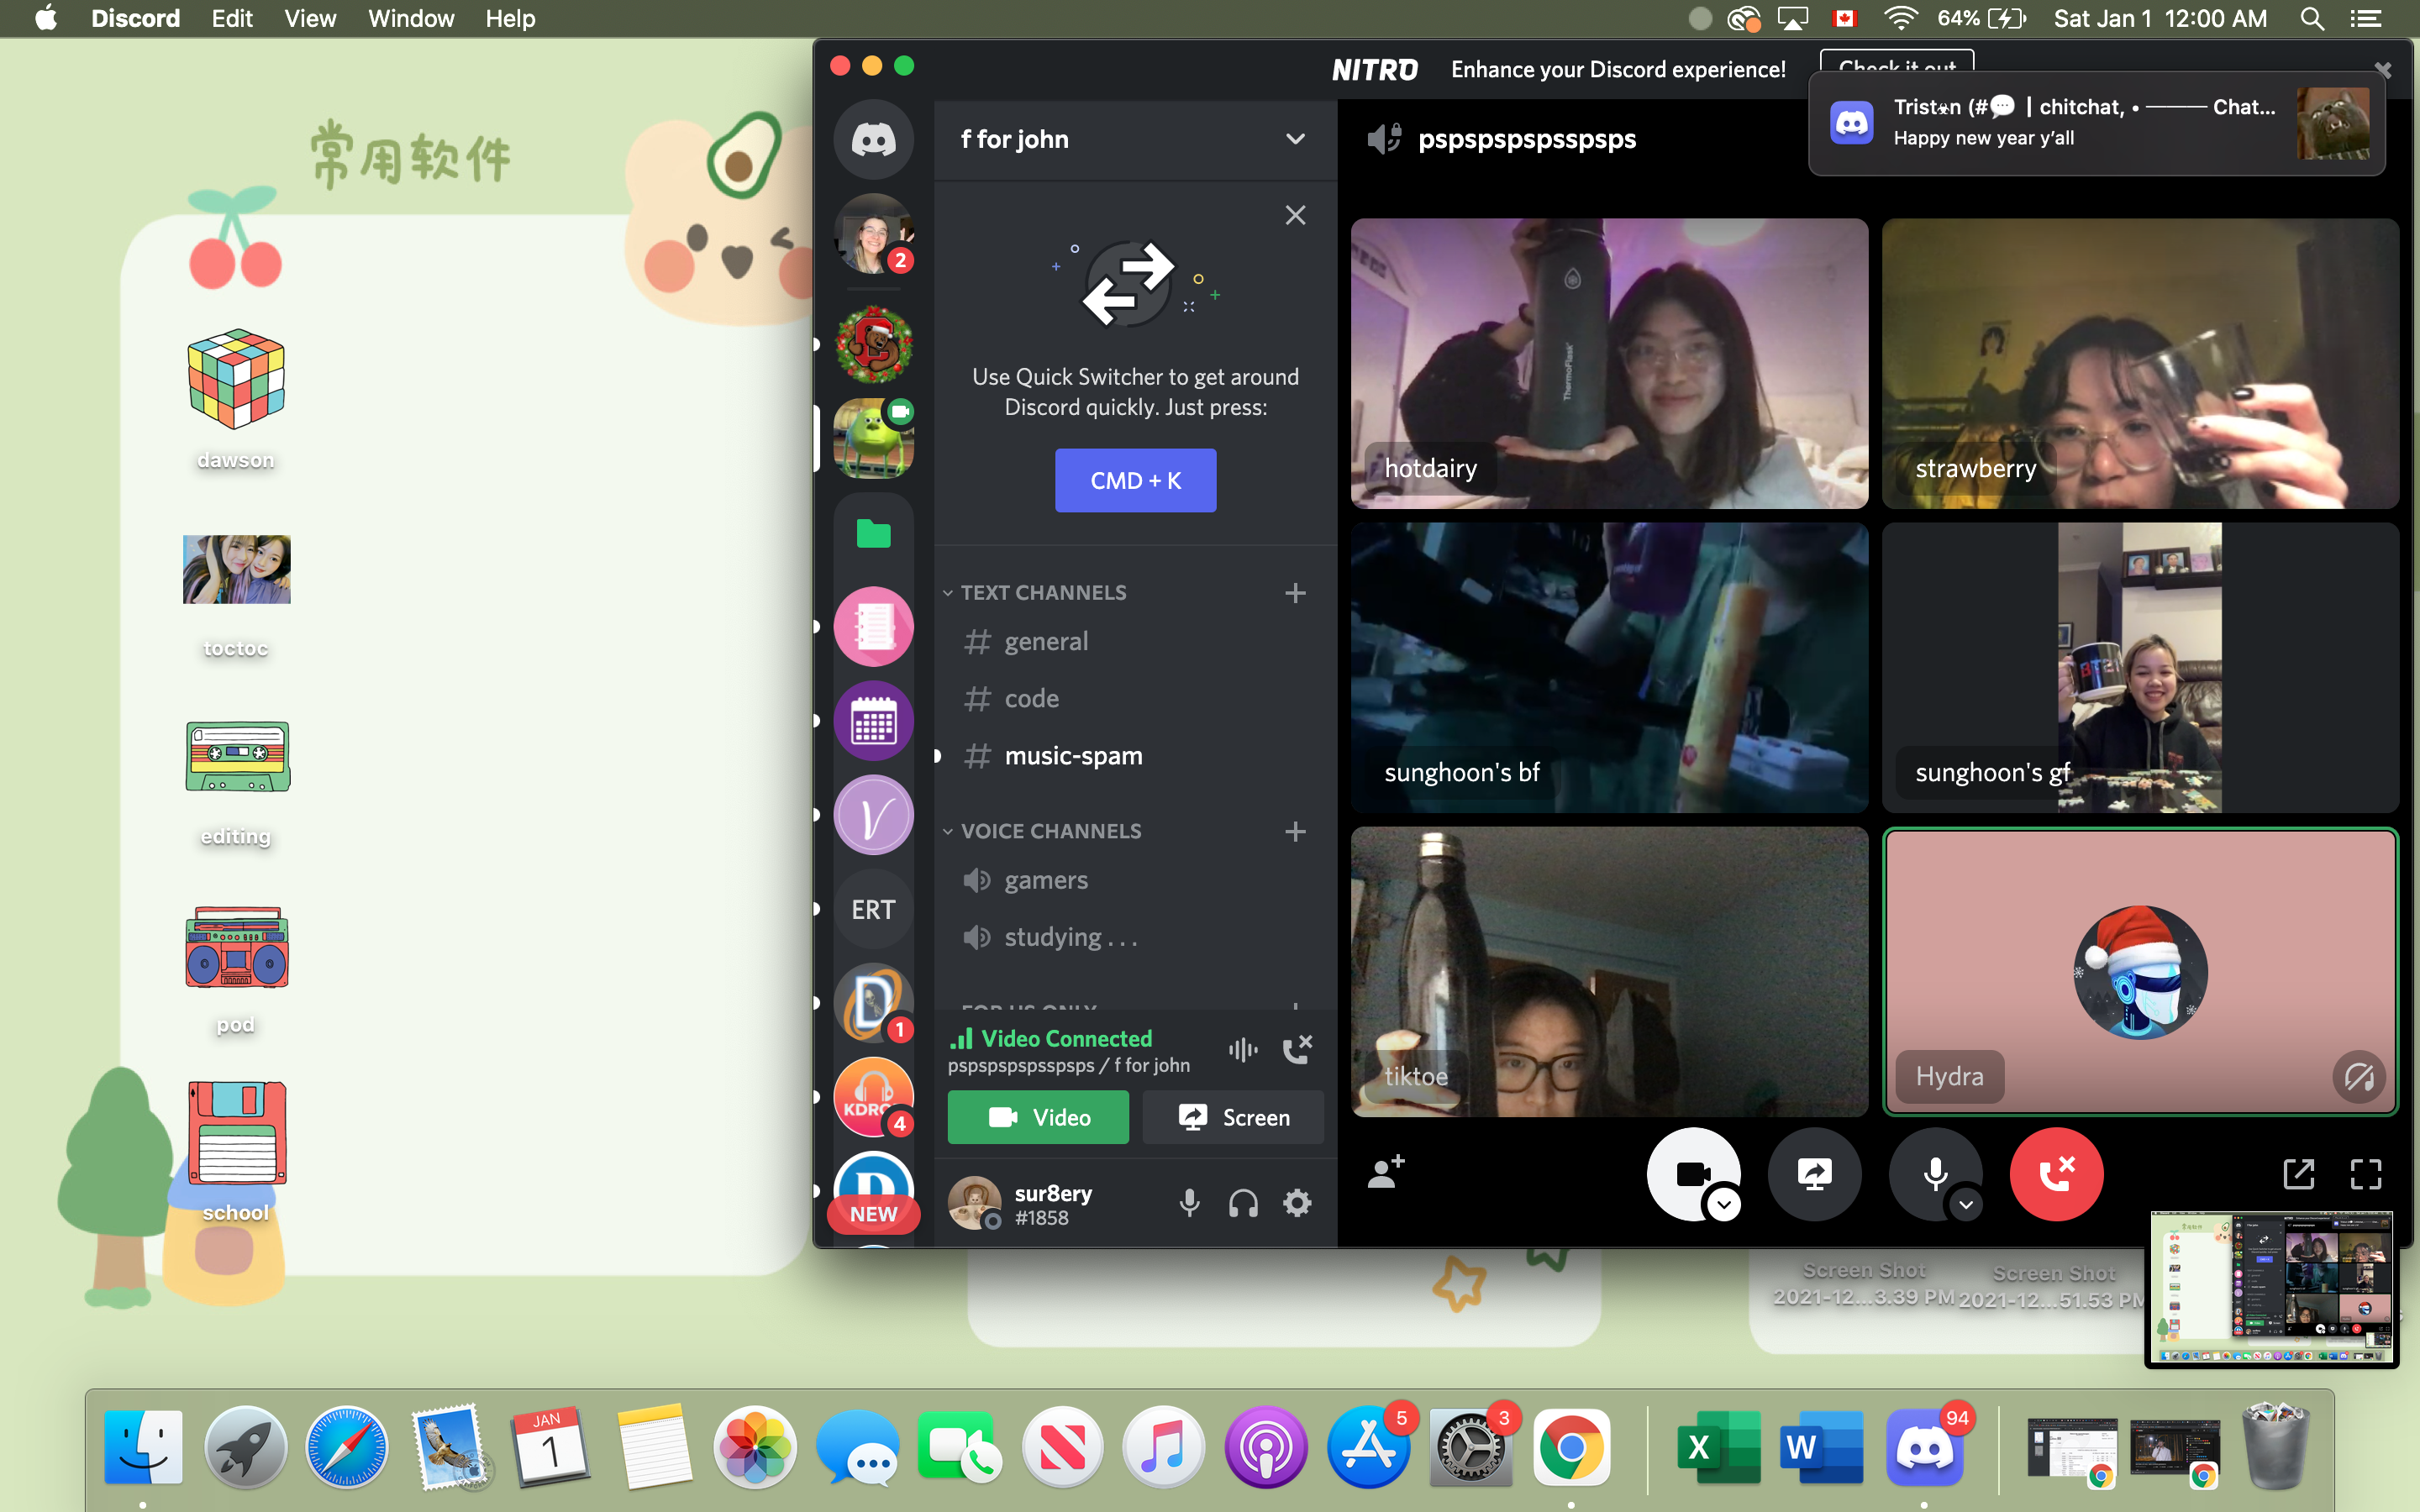 Discord Edit View Window Help
64% Sat Jan 1 12:00 AM
常用软件
dawson
toctoc
editing
pod
school
NITRO Enhance your Discord experience! Check it out
Happy new year y'all
f for john
Use Quick Switcher to get around
Discord quickly. Just press:
CMD + K
TEXT CHANNELS
general
code
music-spam
VOICE CHANNELS
gamers
studying . . .
FOR US ONLY
Video Connected
pspspspspsspsps / f for john
Video Screen
sur8ery
#1858
2
ERT
D
1
KDRO
4
D
NEW
pspspspspsspsps
(#💬 | chitchat, • ——— Chat...
ThermoFlask
hotdairy
strawberry
sunghoon's bf
BT21
sunghoon's gf
tiktoe
Hydra
Screen Shot
2021-12...3.39 PM
Screen Shot
2021-12...51.53 PM
JAN
1
5
3
X
W
94